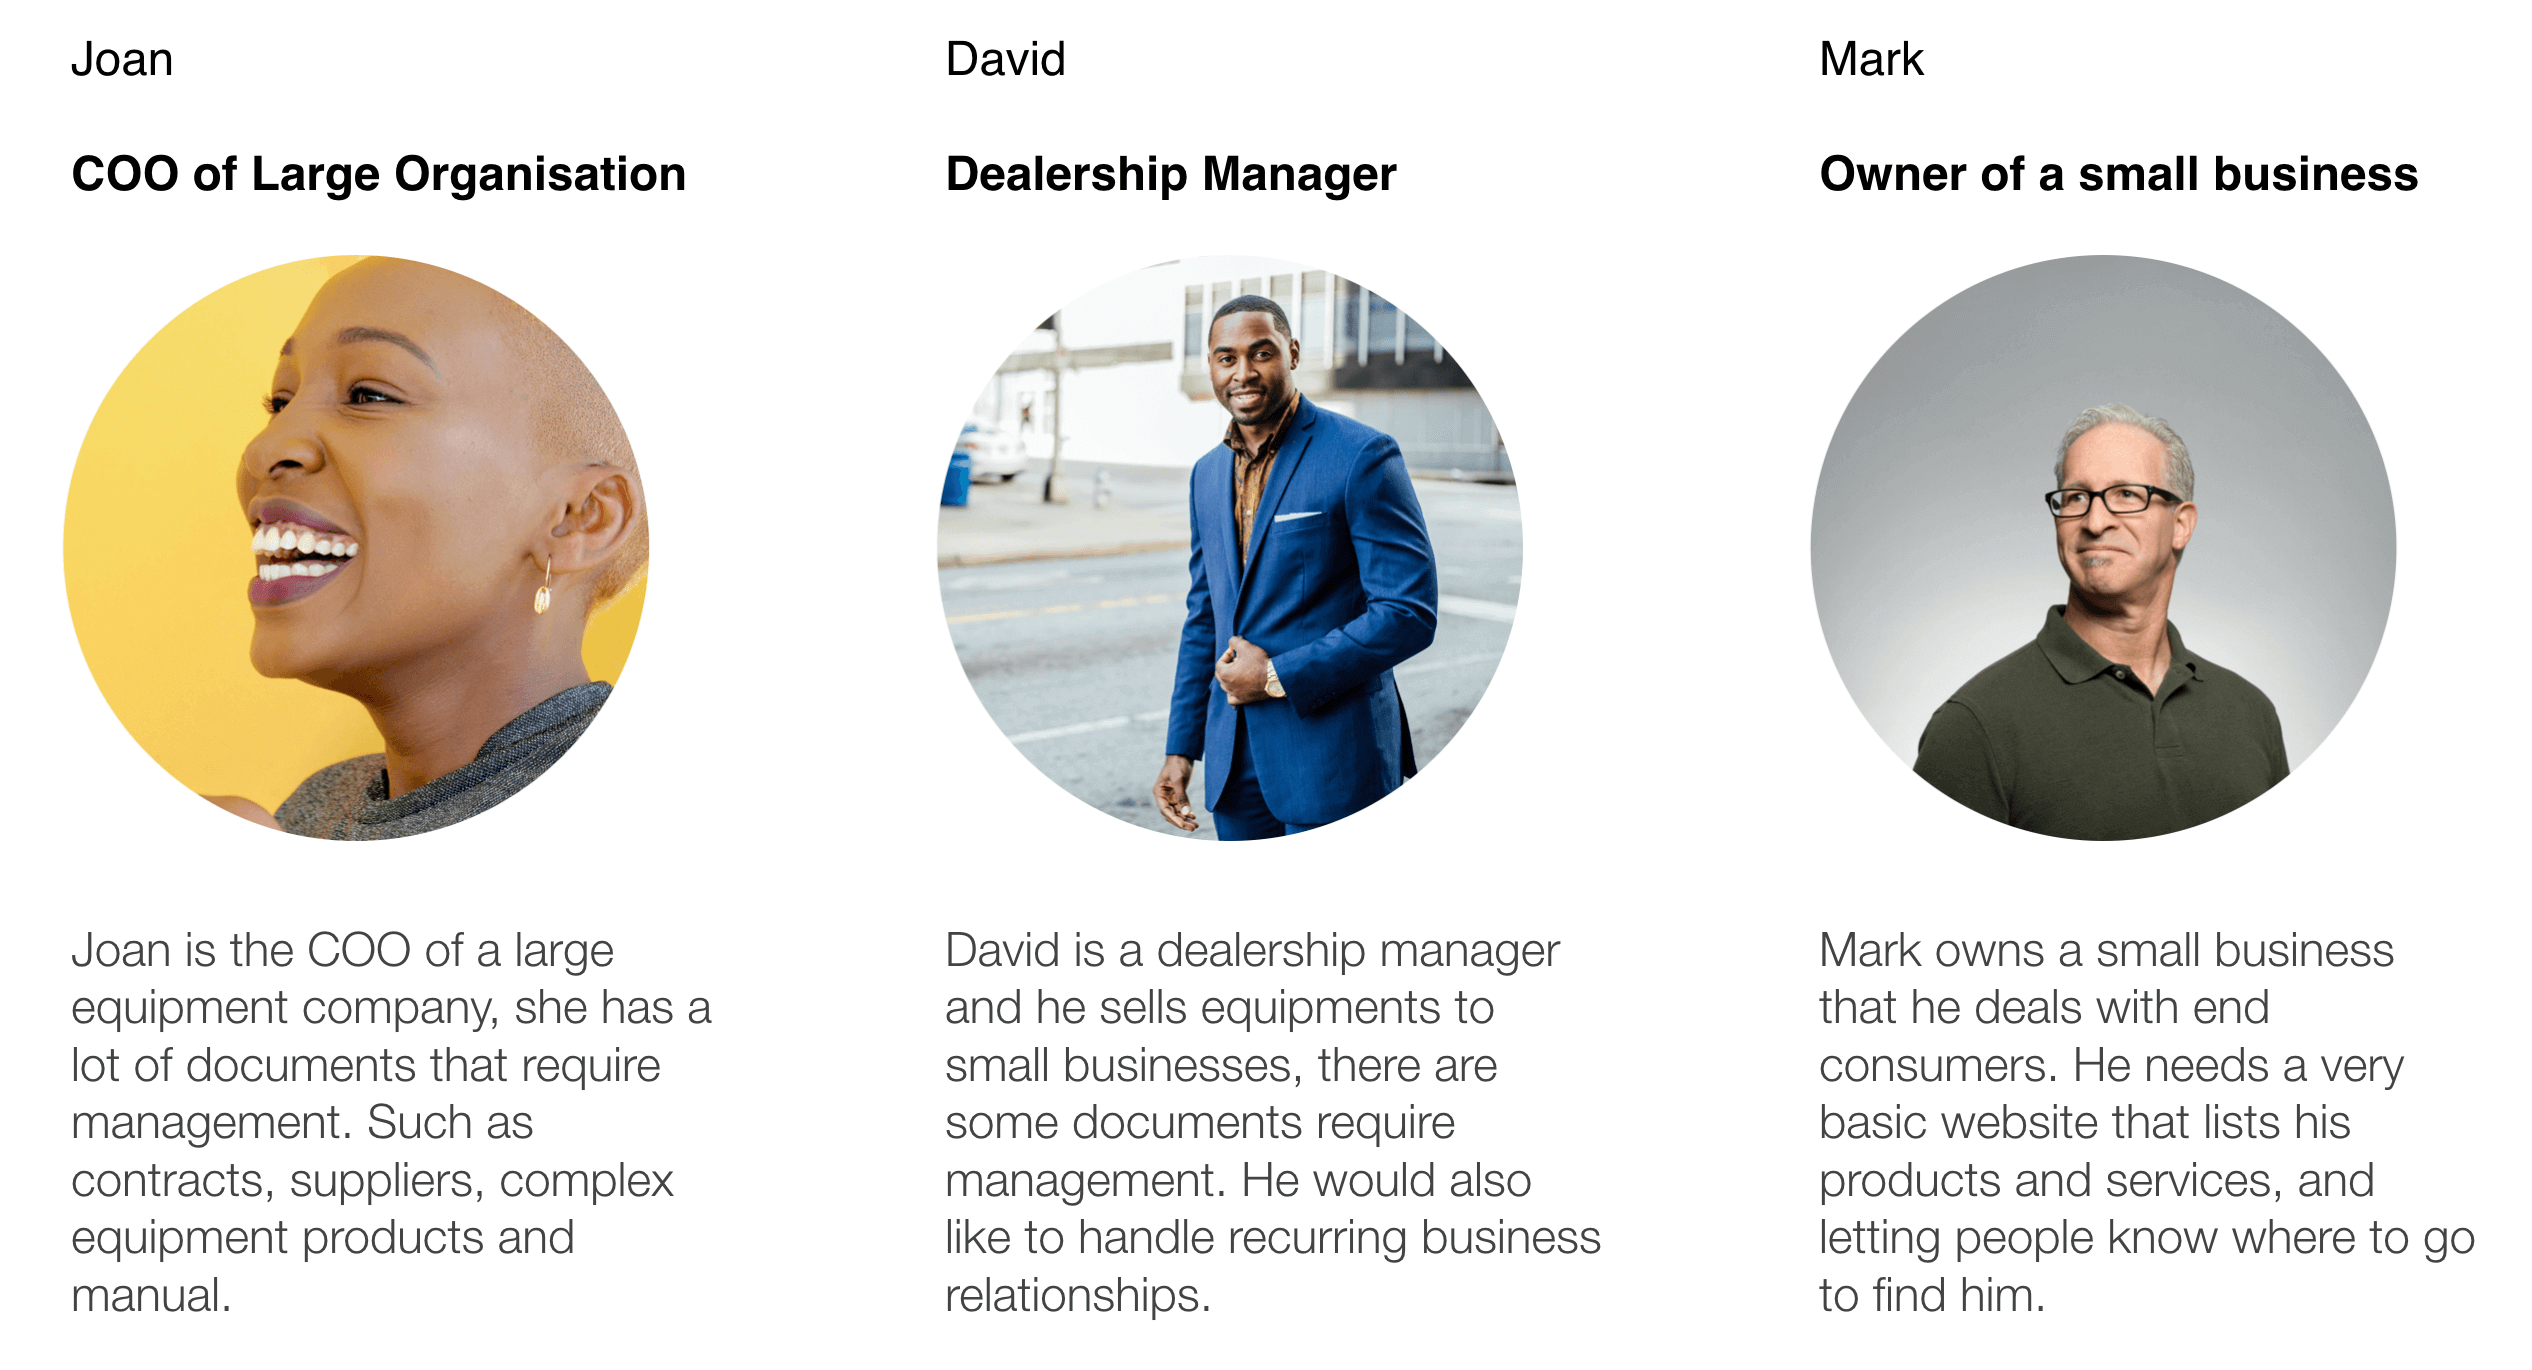 Joan
COO of Large Organisation
Joan is the COO of a large
equipment company, she has a
lot of documents that require
management. Such as
contracts, suppliers, complex
equipment products and
manual.
David
Dealership Manager
David is a dealership manager
and he sells equipments to
small businesses, there are
some documents require
management. He would also
like to handle recurring business
relationships.
Mark
Owner of a small business
Mark owns a small business
that he deals with end
consumers. He needs a very
basic website that lists his
products and services, and
letting people know where to go
to find him.